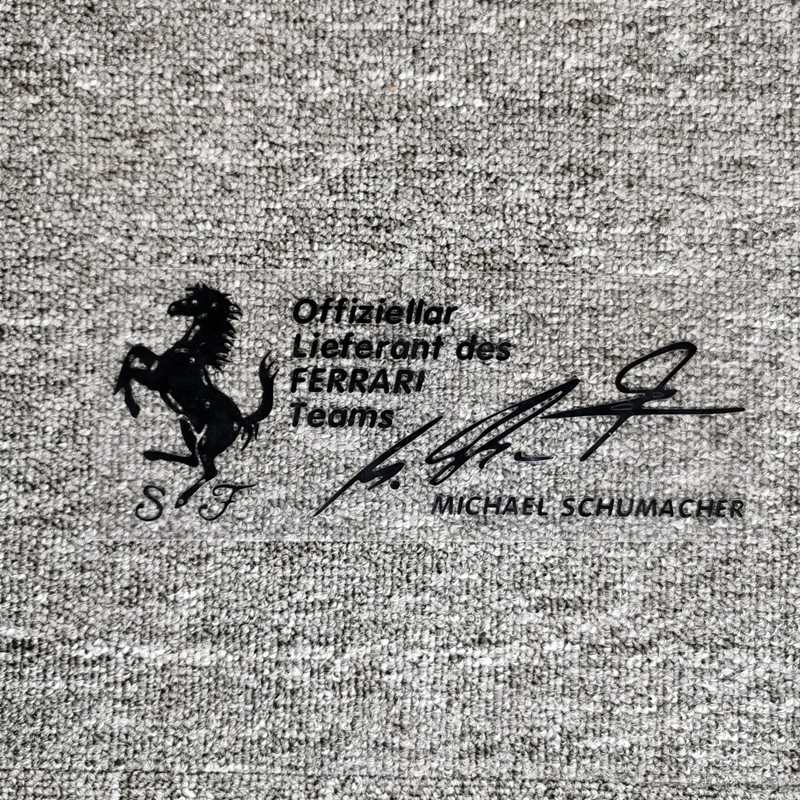 Offiziellar
Lieferant des
FERRARI
Teams
S F
MICHAEL SCHUMACHER